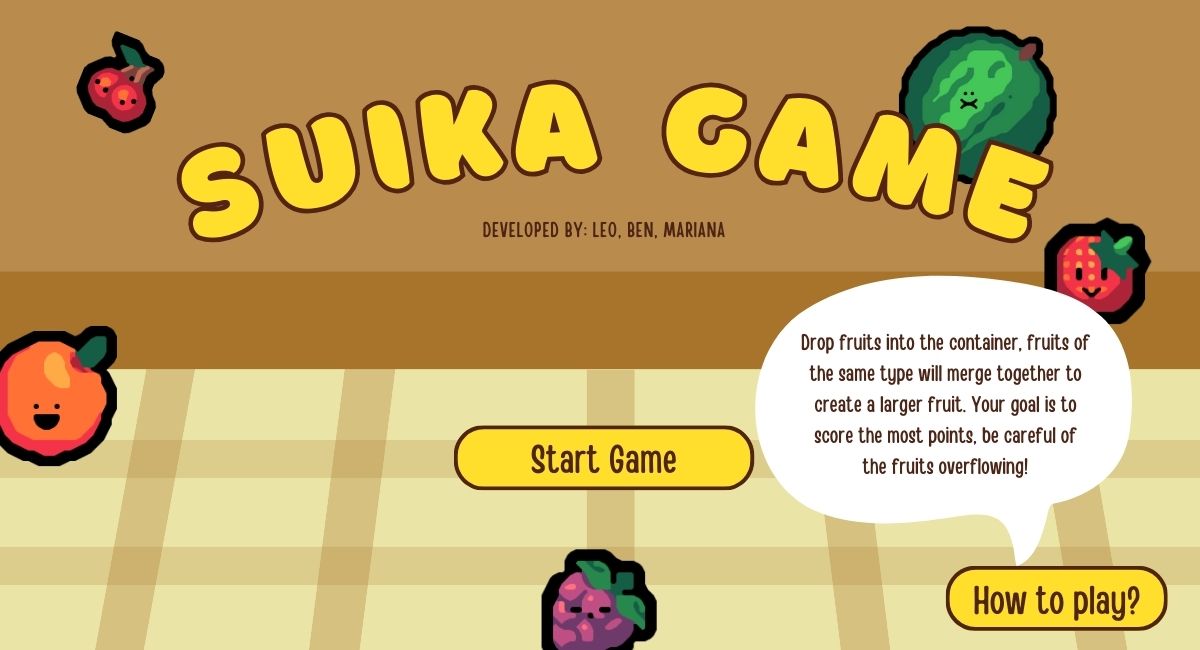 SUIKA GAME
DEVELOPED BY: LEO, BEN, MARIANA
Drop fruits into the container, fruits of
the same type will merge together to
create a larger fruit. Your goal is to
score the most points, be careful of
the fruits overflowing!
Start Game
How to play?